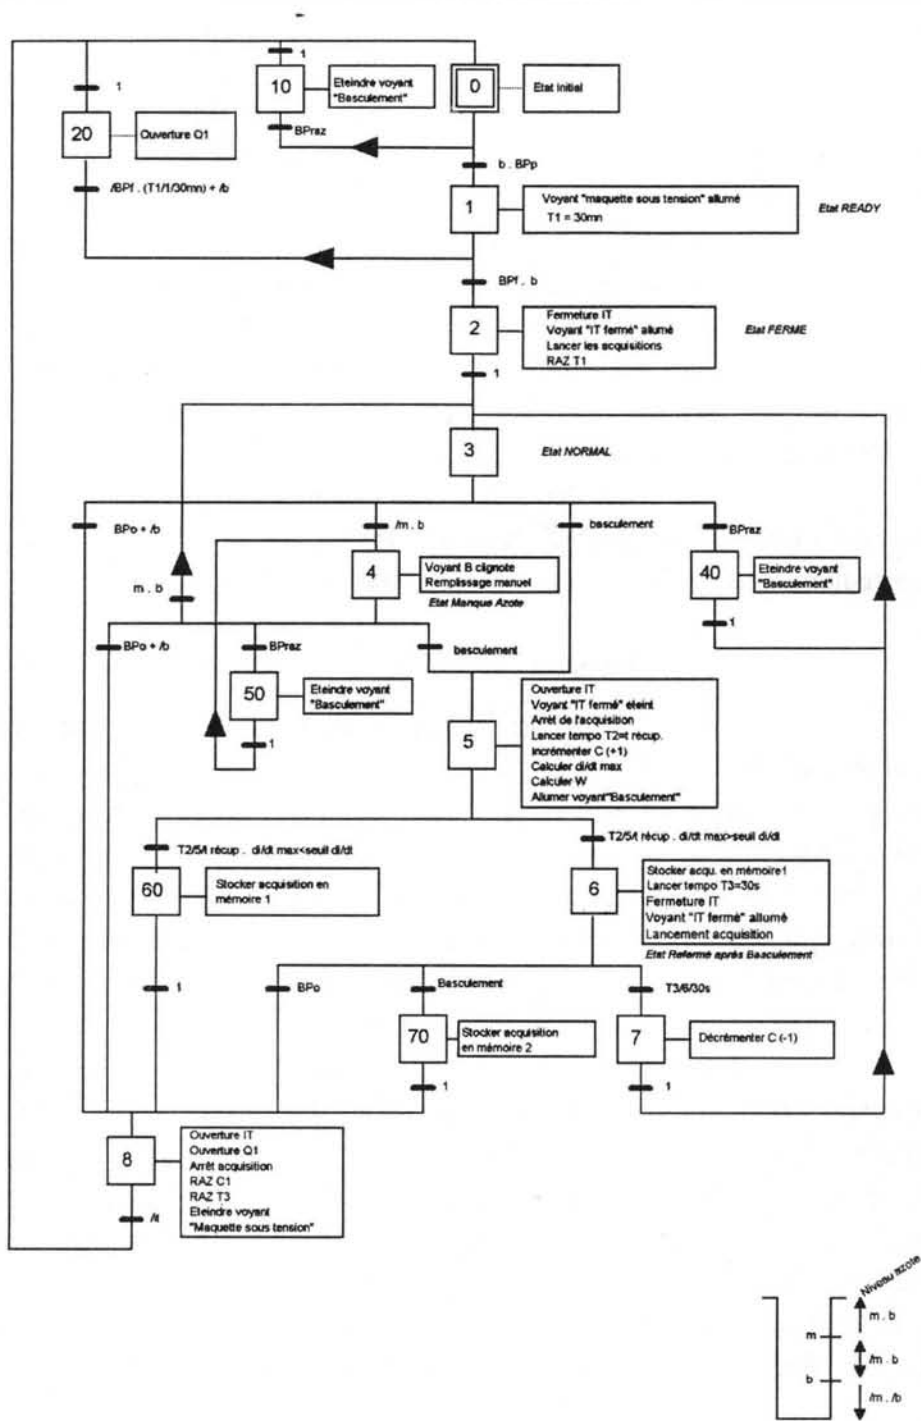 1
1
10
Eteindre voyant
"Basculement"
0
Etat Initial
20
Ouverture Q1
BPraz
b . BPp
/BPf . (T1/1/30mn) + /b
1
Voyant "maquette sous tension" allumé
T1 = 30mn
Etat READY
BPf . b
2
Fermeture IT
Voyant "IT fermé" allumé
Lancer les acquisitions
RAZ T1
Etat FERME
1
3
Etat NORMAL
BPo + /b
/m . b
basculement
BPraz
4
Voyant B clignote
Remplissage manuel
Etat Manque Azote
40
Eteindre voyant
"Basculement"
m . b
1
BPo + /b
BPraz
basculement
50
Eteindre voyant
"Basculement"
1
5
Ouverture IT
Voyant "IT fermé" éteint
Arrêt de l'acquisition
Lancer tempo T2=t récup.
Incrémenter C (+1)
Calculer di/dt max
Calculer W
Allumer voyant"Basculement"
T2/5/t récup . di/dt max<seuil di/dt
T2/5/t récup . di/dt max>seuil di/dt
60
Stocker acquisition en
mémoire 1
6
Stocker acqu. en mémoire1
Lancer tempo T3=30s
Fermeture IT
Voyant "IT fermé" allumé
Lancement acquisition
Etat Refermé après Basculement
1
BPo
Basculement
T3/6/30s
70
Stocker acquisition
en mémoire 2
7
Décrémenter C (-1)
1
1
8
Ouverture IT
Ouverture Q1
Arrêt acquisition
RAZ C1
RAZ T3
Eteindre voyant
"Maquette sous tension"
/t
Niveau azote
m . b
m
/m . b
b
/m . /b